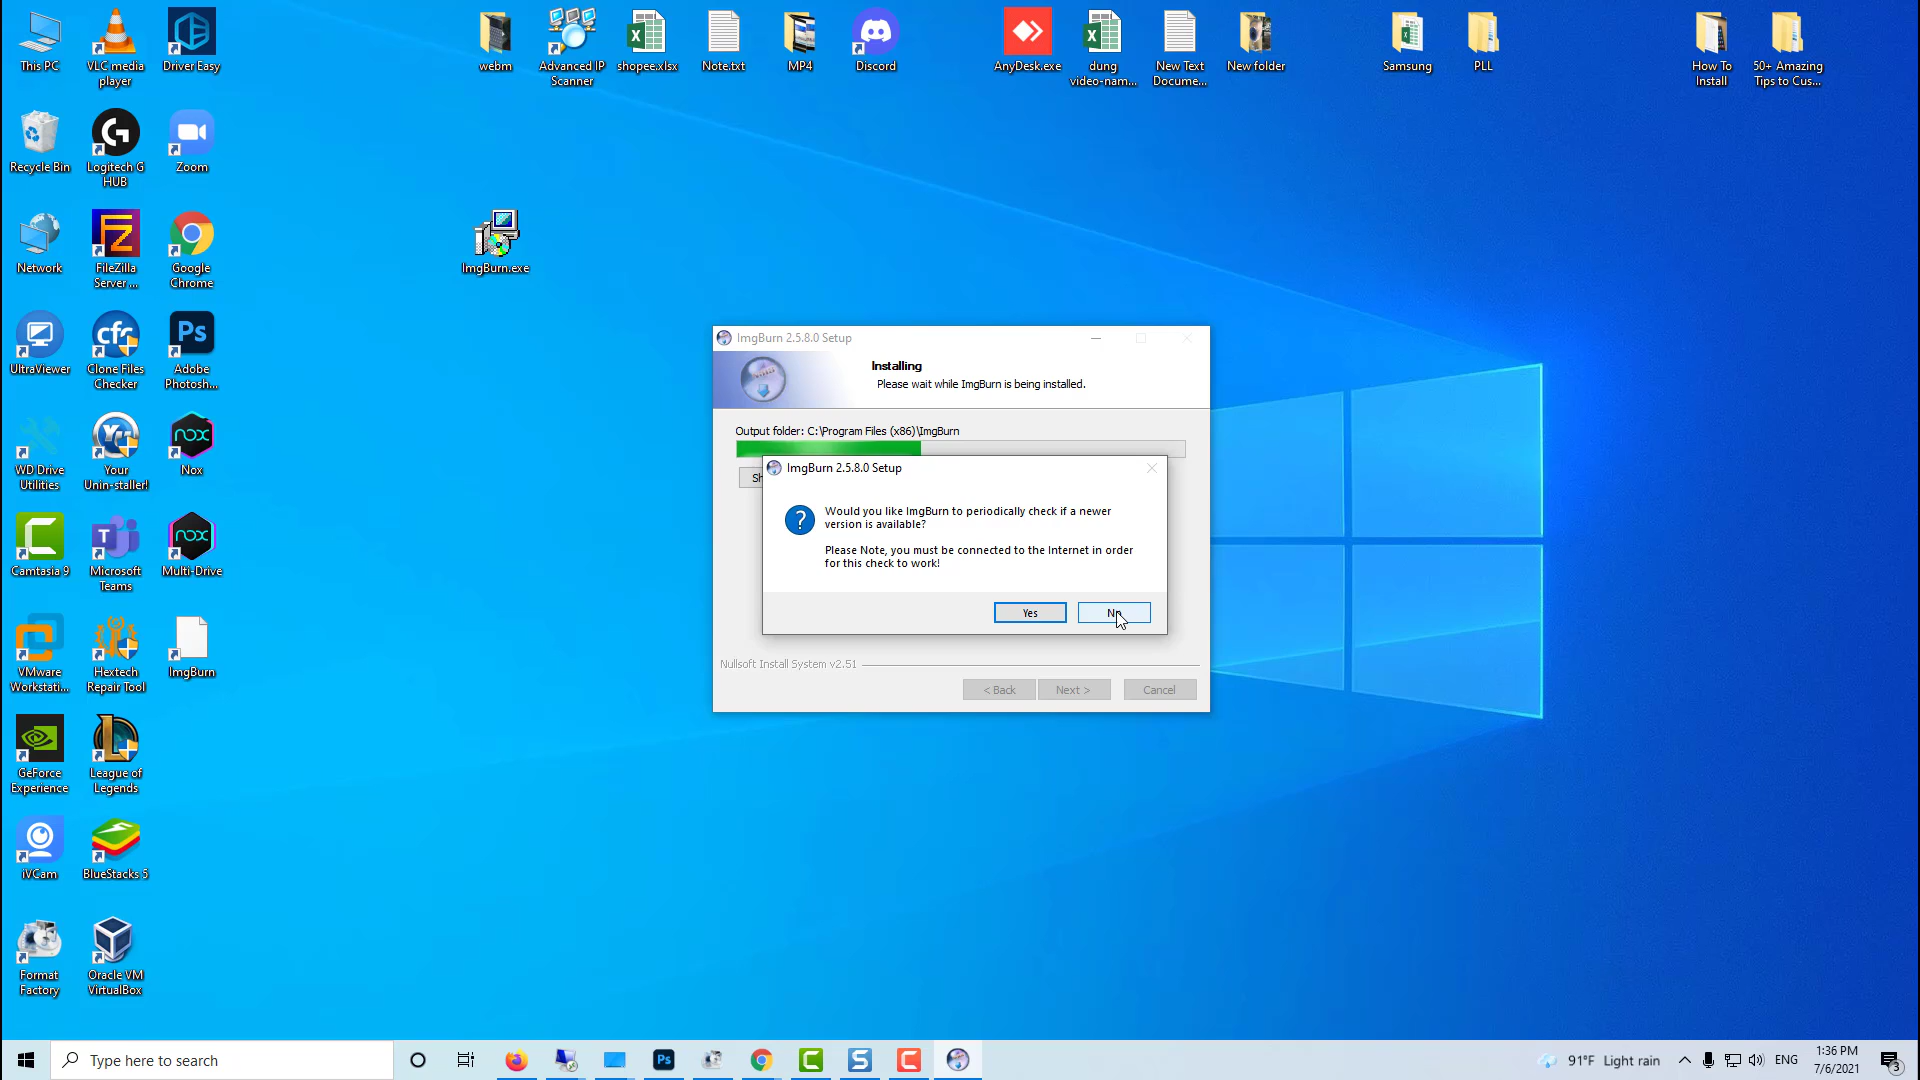 This PC
VLC media
player
Driver Easy
webm
Advanced IP
Scanner
shopee.xlsx
Note.txt
MP4
Discord
AnyDesk.exe
dung
video-nam...
New Text
Docume...
New folder
Samsung
PLL
How To
Install
50+ Amazing
Tips to Cus...
Recycle Bin
Logitech G
HUB
Zoom
Network
FileZilla
Server ...
Google
Chrome
ImgBurn.exe
UltraViewer
Clone Files
Checker
Adobe
Photosh...
WD Drive
Utilities
Your
Unin-staller!
Nox
Camtasia 9
Microsoft
Teams
Multi-Drive
VMware
Workstati...
Hextech
Repair Tool
ImgBurn
GeForce
Experience
League of
Legends
iVCam
BlueStacks 5
Format
Factory
Oracle VM
VirtualBox
ImgBurn 2.5.8.0 Setup
Installing
Please wait while ImgBurn is being installed.
Output folder: C:\Program Files (x86)\ImgBurn
ImgBurn 2.5.8.0 Setup
Would you like ImgBurn to periodically check if a newer
version is available?
Please Note, you must be connected to the Internet in order
for this check to work!
Yes
No
Nullsoft Install System v2.51
< Back
Next >
Cancel
Type here to search
91°F Light rain
ENG
1:36 PM
7/6/2021
3